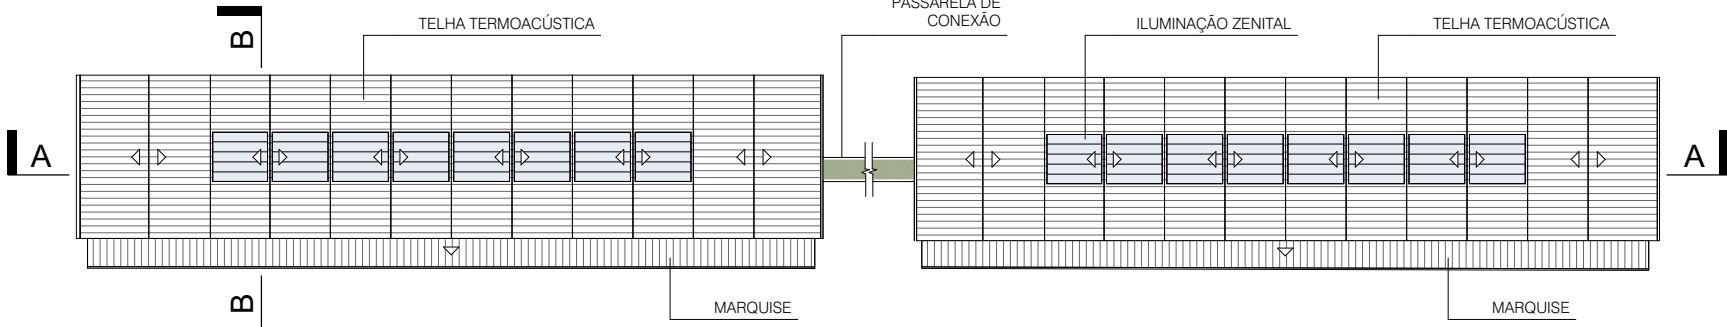 PASSARELA DE
CONEXÃO
TELHA TERMOACÚSTICA
ILUMINAÇÃO ZENITAL
TELHA TERMOACÚSTICA
B
A
A
B
MARQUISE
MARQUISE